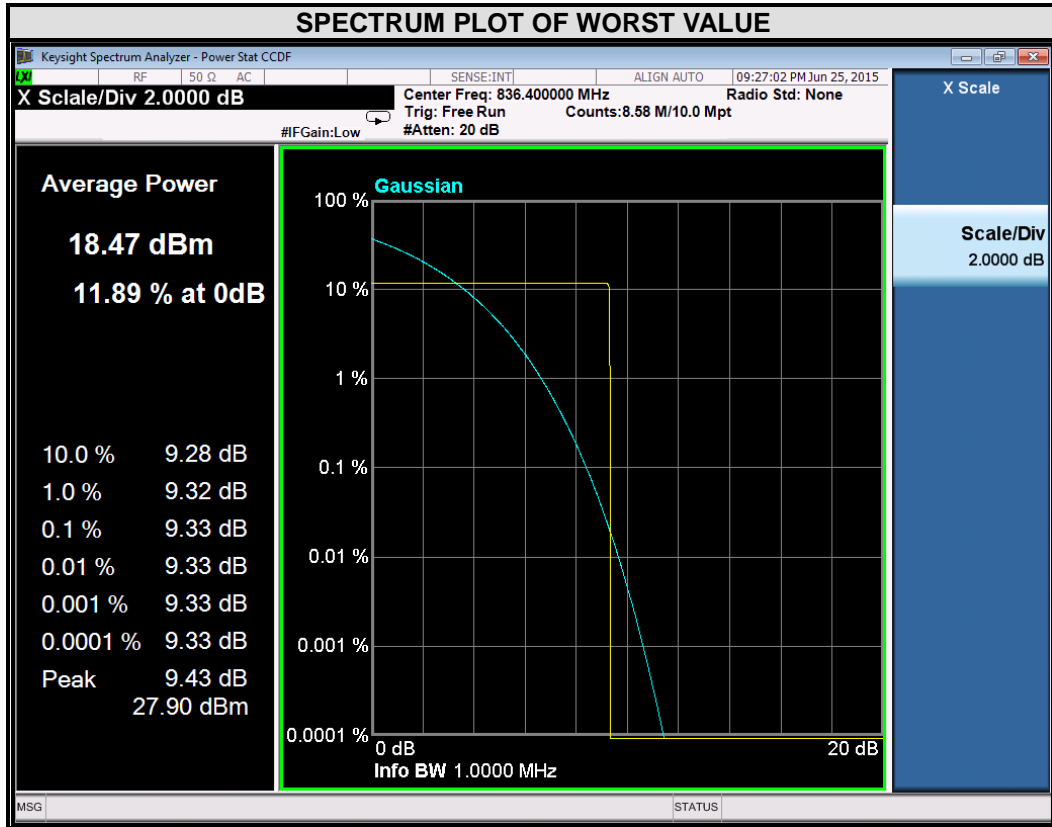 SPECTRUM PLOT OF WORST VALUE
Keysight Spectrum Analyzer - Power Stat CCDF
LXI RF 50 Ω AC SENSE:INT ALIGN AUTO 09:27:02 PM Jun 25, 2015
X Sclale/Div 2.0000 dB
Center Freq: 836.400000 MHz Radio Std: None
Trig: Free Run Counts:8.58 M/10.0 Mpt
#IFGain:Low #Atten: 20 dB
X Scale
Scale/Div
2.0000 dB
Average Power
18.47 dBm
11.89 % at 0dB
10.0 % 9.28 dB
1.0 % 9.32 dB
0.1 % 9.33 dB
0.01 % 9.33 dB
0.001 % 9.33 dB
0.0001 % 9.33 dB
Peak 9.43 dB
27.90 dBm
Gaussian
100 %
10 %
1 %
0.1 %
0.01 %
0.001 %
0.0001 %
0 dB 20 dB
Info BW 1.0000 MHz
MSG STATUS